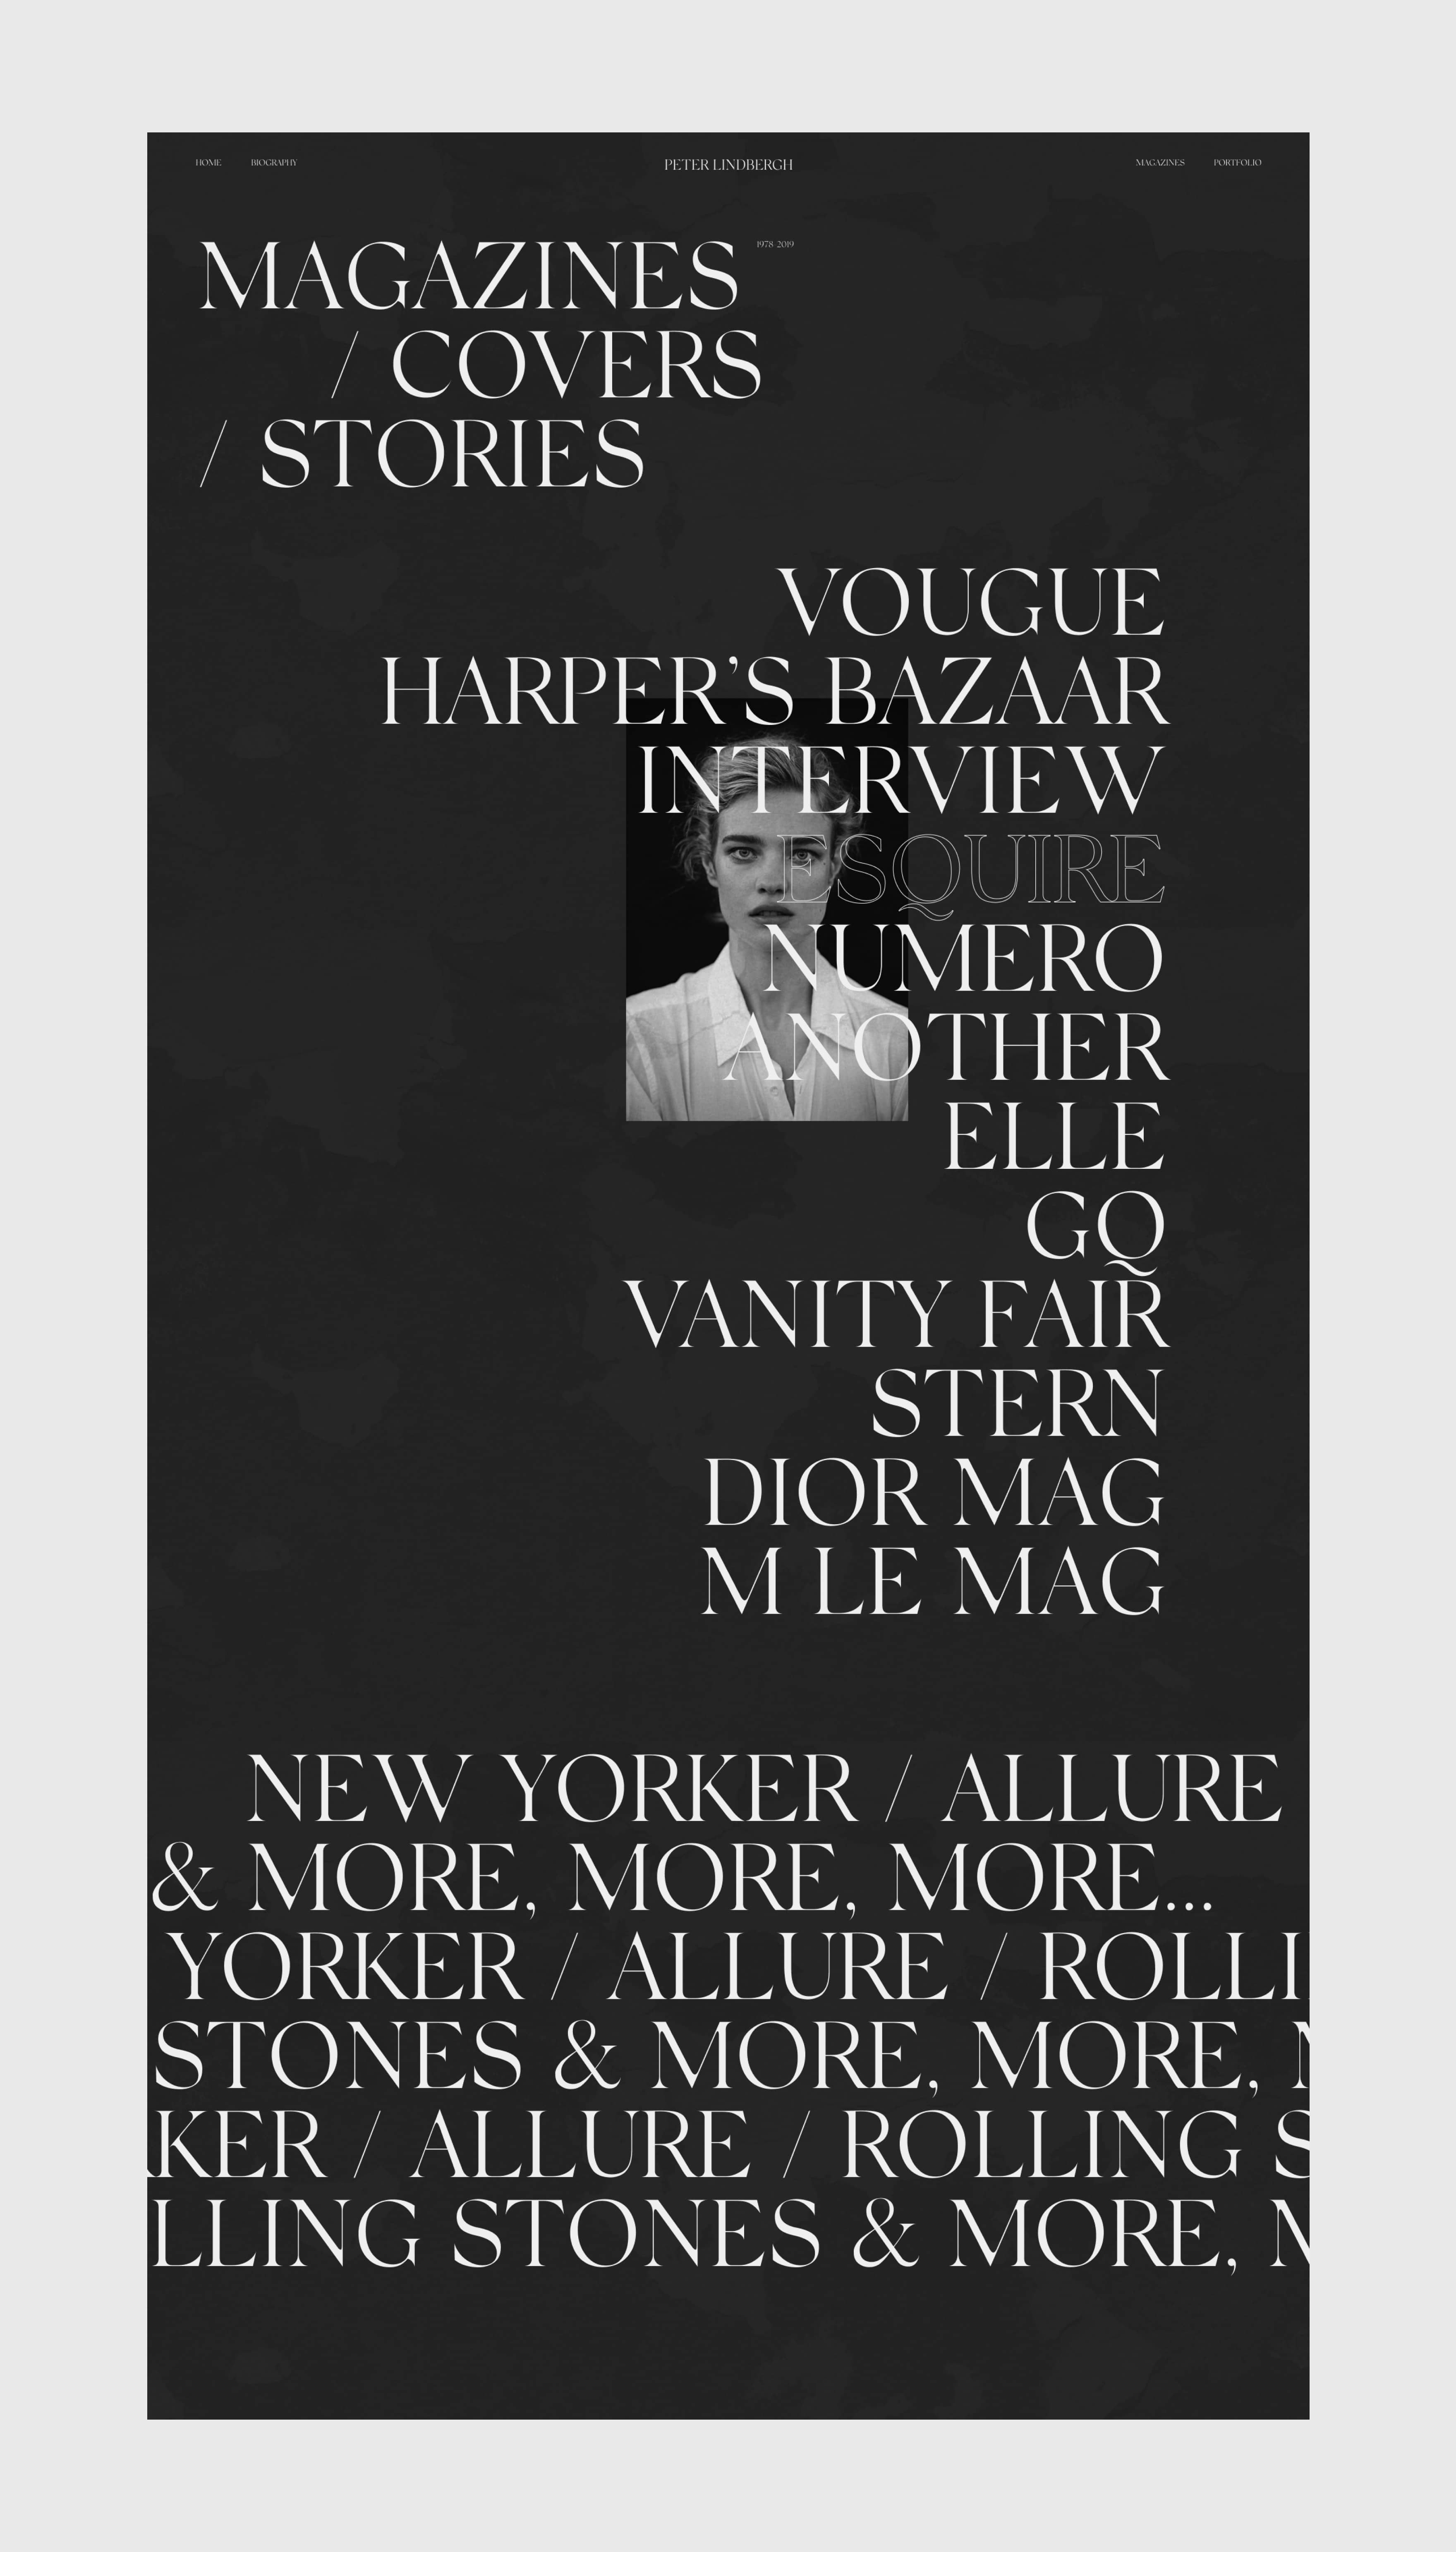 HOME BIOGRAPHY PETER LINDBERGH MAGAZINES PORTFOLIO
MAGAZINES 1978-2019
/ COVERS
/ STORIES
VOUGUE
HARPER’S BAZAAR
INTERVIEW
ESQUIRE
NUMERO
ANOTHER
ELLE
GQ
VANITY FAIR
STERN
DIOR MAG
M LE MAG
NEW YORKER / ALLURE
& MORE, MORE, MORE...
YORKER / ALLURE / ROLLI
STONES & MORE, MORE,
KER / ALLURE / ROLLING S
LLING STONES & MORE,